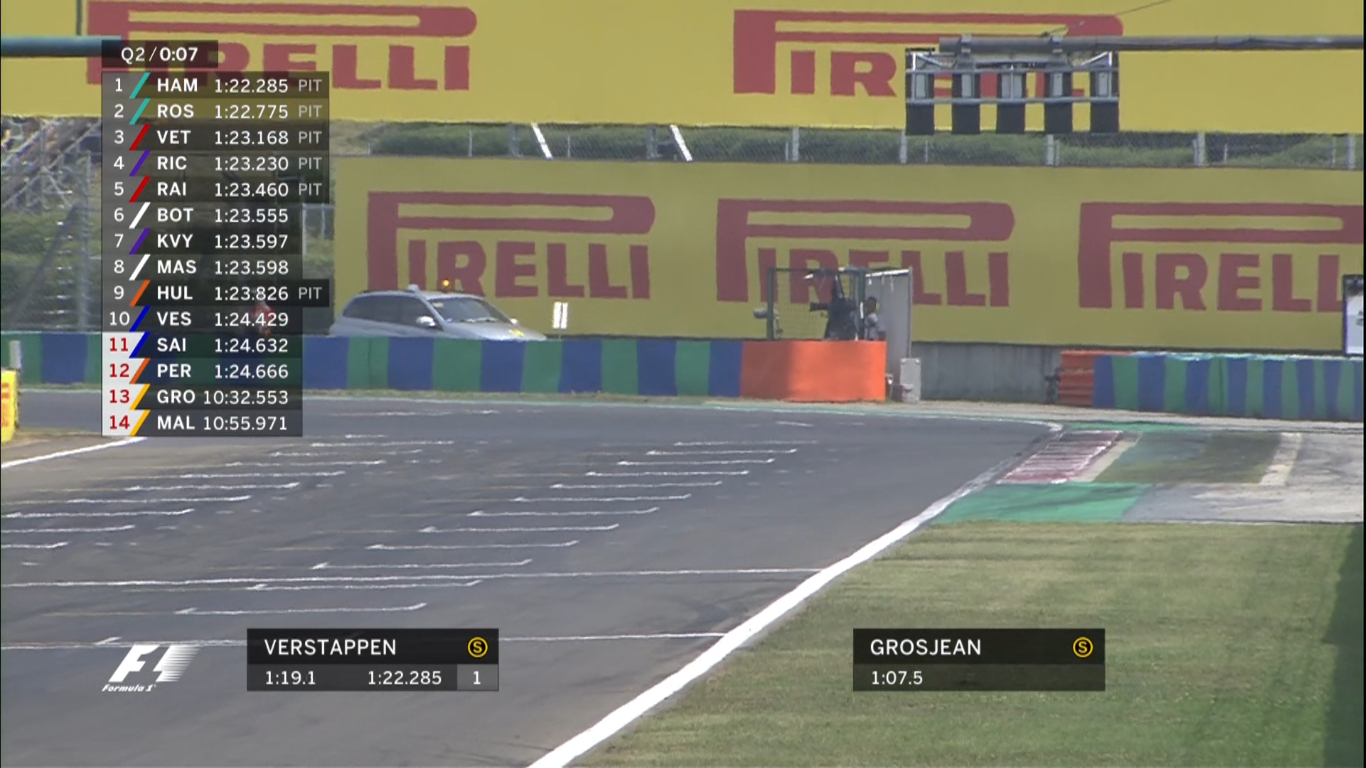 PIRELLI
PIRELLI
Q2/0:07
1 HAM 1:22.285 PIT
2 ROS 1:22.775 PIT
3 VET 1:23.168 PIT
4 RIC 1:23.230 PIT
5 RAI 1:23.460 PIT
6 BOT 1:23.555
7 KVY 1:23.597
8 MAS 1:23.598
9 HUL 1:23.826 PIT
10 VES 1:24.429
11 SAI 1:24.632
12 PER 1:24.666
13 GRO 10:32.553
14 MAL 10:55.971
PIRELLI
PIRELLI
PIRELLI
F1
Formula 1
VERSTAPPEN S
1:19.1 1:22.285 1
GROSJEAN S
1:07.5